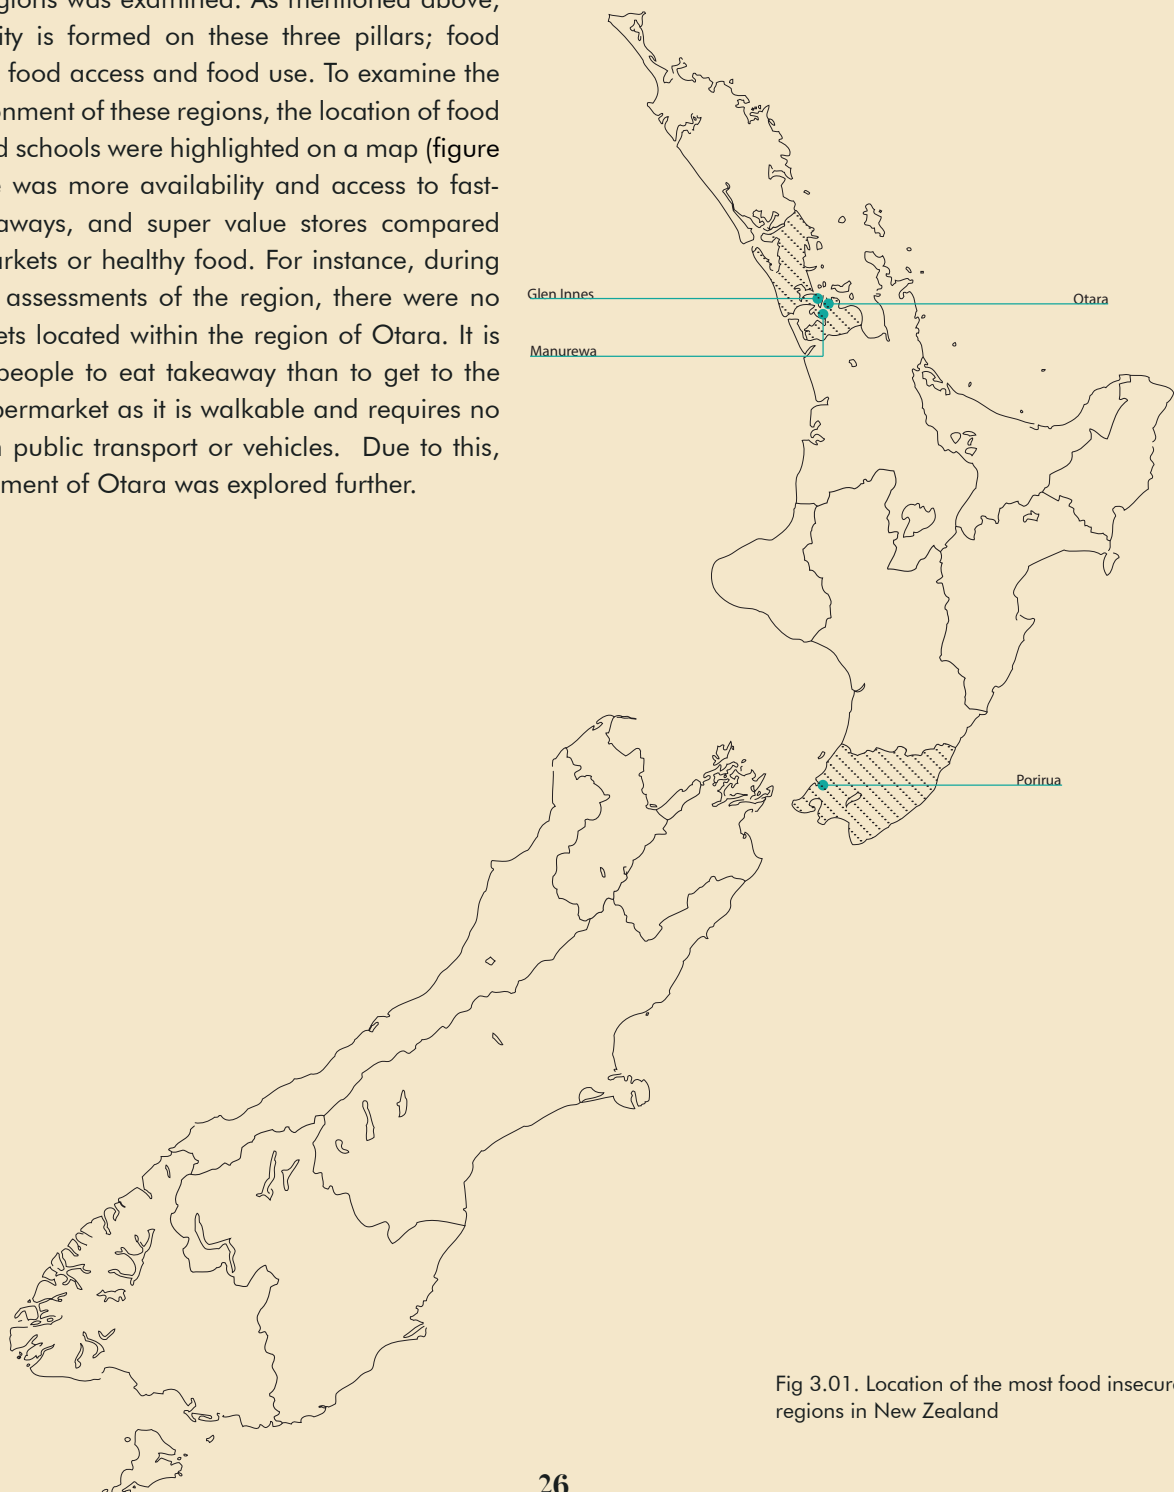 gions was examined. As mentioned above,
ity is formed on these three pillars; food
food access and food use. To examine the
nment of these regions, the location of food
d schools were highlighted on a map (figure
e was more availability and access to fast-
aways, and super value stores compared
rkets or healthy food. For instance, during
assessments of the region, there were no
ets located within the region of Otara. It is
people to eat takeaway than to get to the
permarket as it is walkable and requires no
n public transport or vehicles. Due to this,
ment of Otara was explored further.
Glen Innes
Otara
Manurewa
Porirua
Fig 3.01. Location of the most food insecure
regions in New Zealand
26